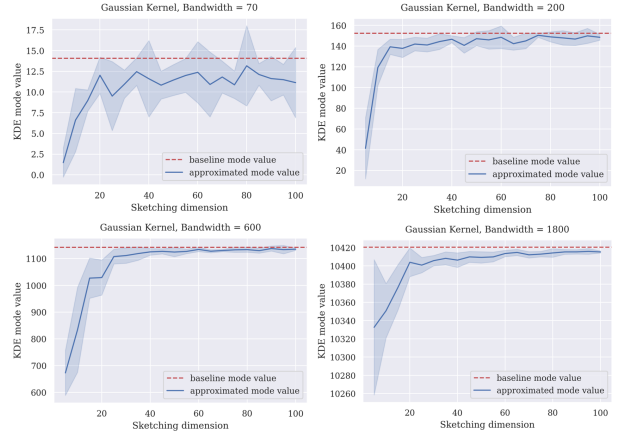 Gaussian Kernel, Bandwidth = 70
17.5
15.0
12.5
10.0
7.5
5.0
2.5
0.0
KDE mode value
baseline mode value
approximated mode value
20 40 60 80 100
Sketching dimension
Gaussian Kernel, Bandwidth = 200
160
140
120
100
80
60
40
20
KDE mode value
baseline mode value
approximated mode value
20 40 60 80 100
Sketching dimension
Gaussian Kernel, Bandwidth = 600
1100
1000
900
800
700
600
KDE mode value
baseline mode value
approximated mode value
20 40 60 80 100
Sketching dimension
Gaussian Kernel, Bandwidth = 1800
10420
10400
10380
10360
10340
10320
10300
10280
10260
KDE mode value
baseline mode value
approximated mode value
20 40 60 80 100
Sketching dimension